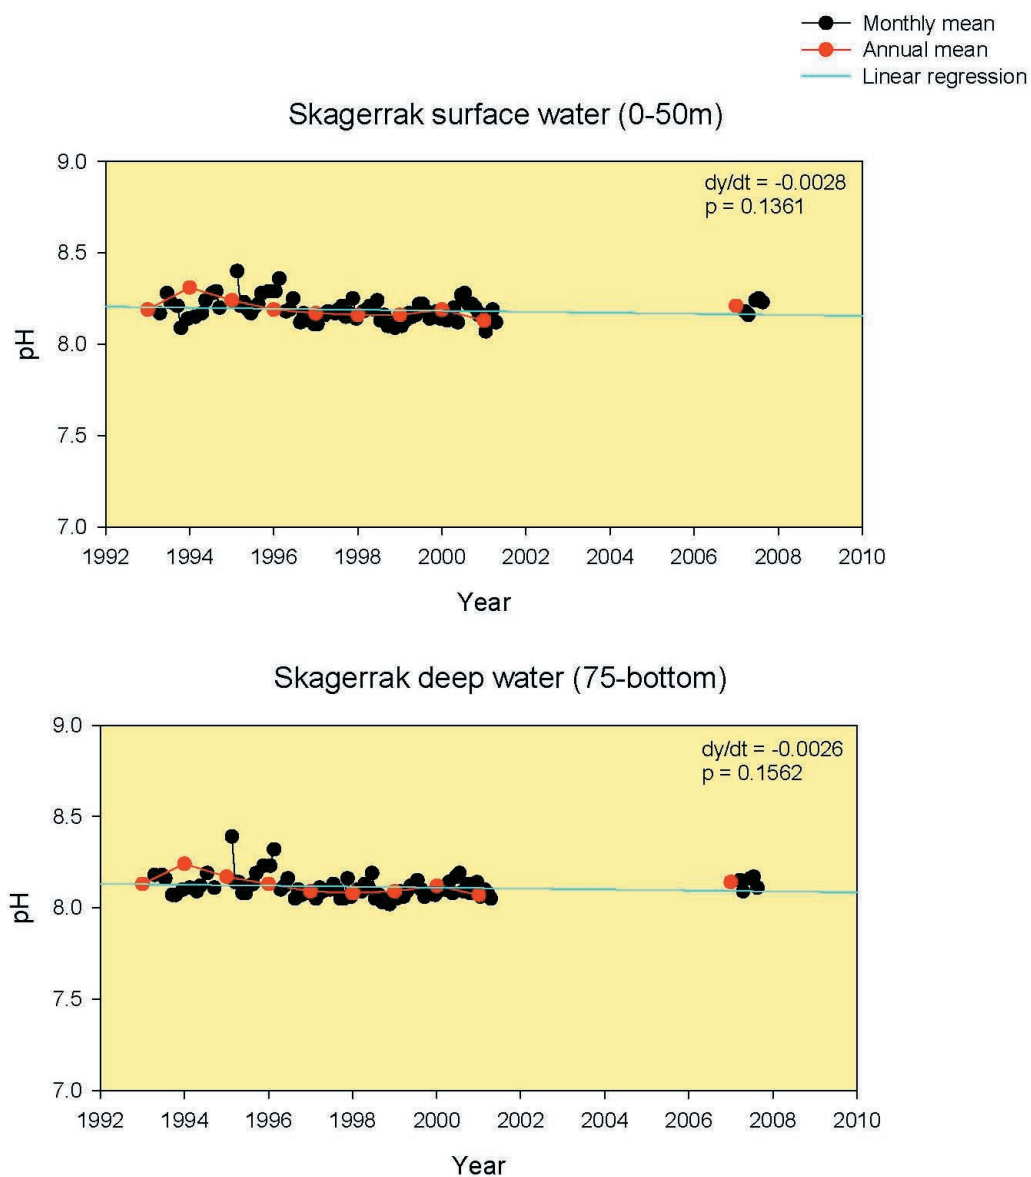 Monthly mean
Annual mean
Linear regression
Skagerrak surface water (0-50m)
dy/dt = -0.0028
p = 0.1361
9.0
8.5
8.0
7.5
7.0
pH
1992 1994 1996 1998 2000 2002 2004 2006 2008 2010
Year
Skagerrak deep water (75-bottom)
dy/dt = -0.0026
p = 0.1562
9.0
8.5
8.0
7.5
7.0
pH
1992 1994 1996 1998 2000 2002 2004 2006 2008 2010
Year